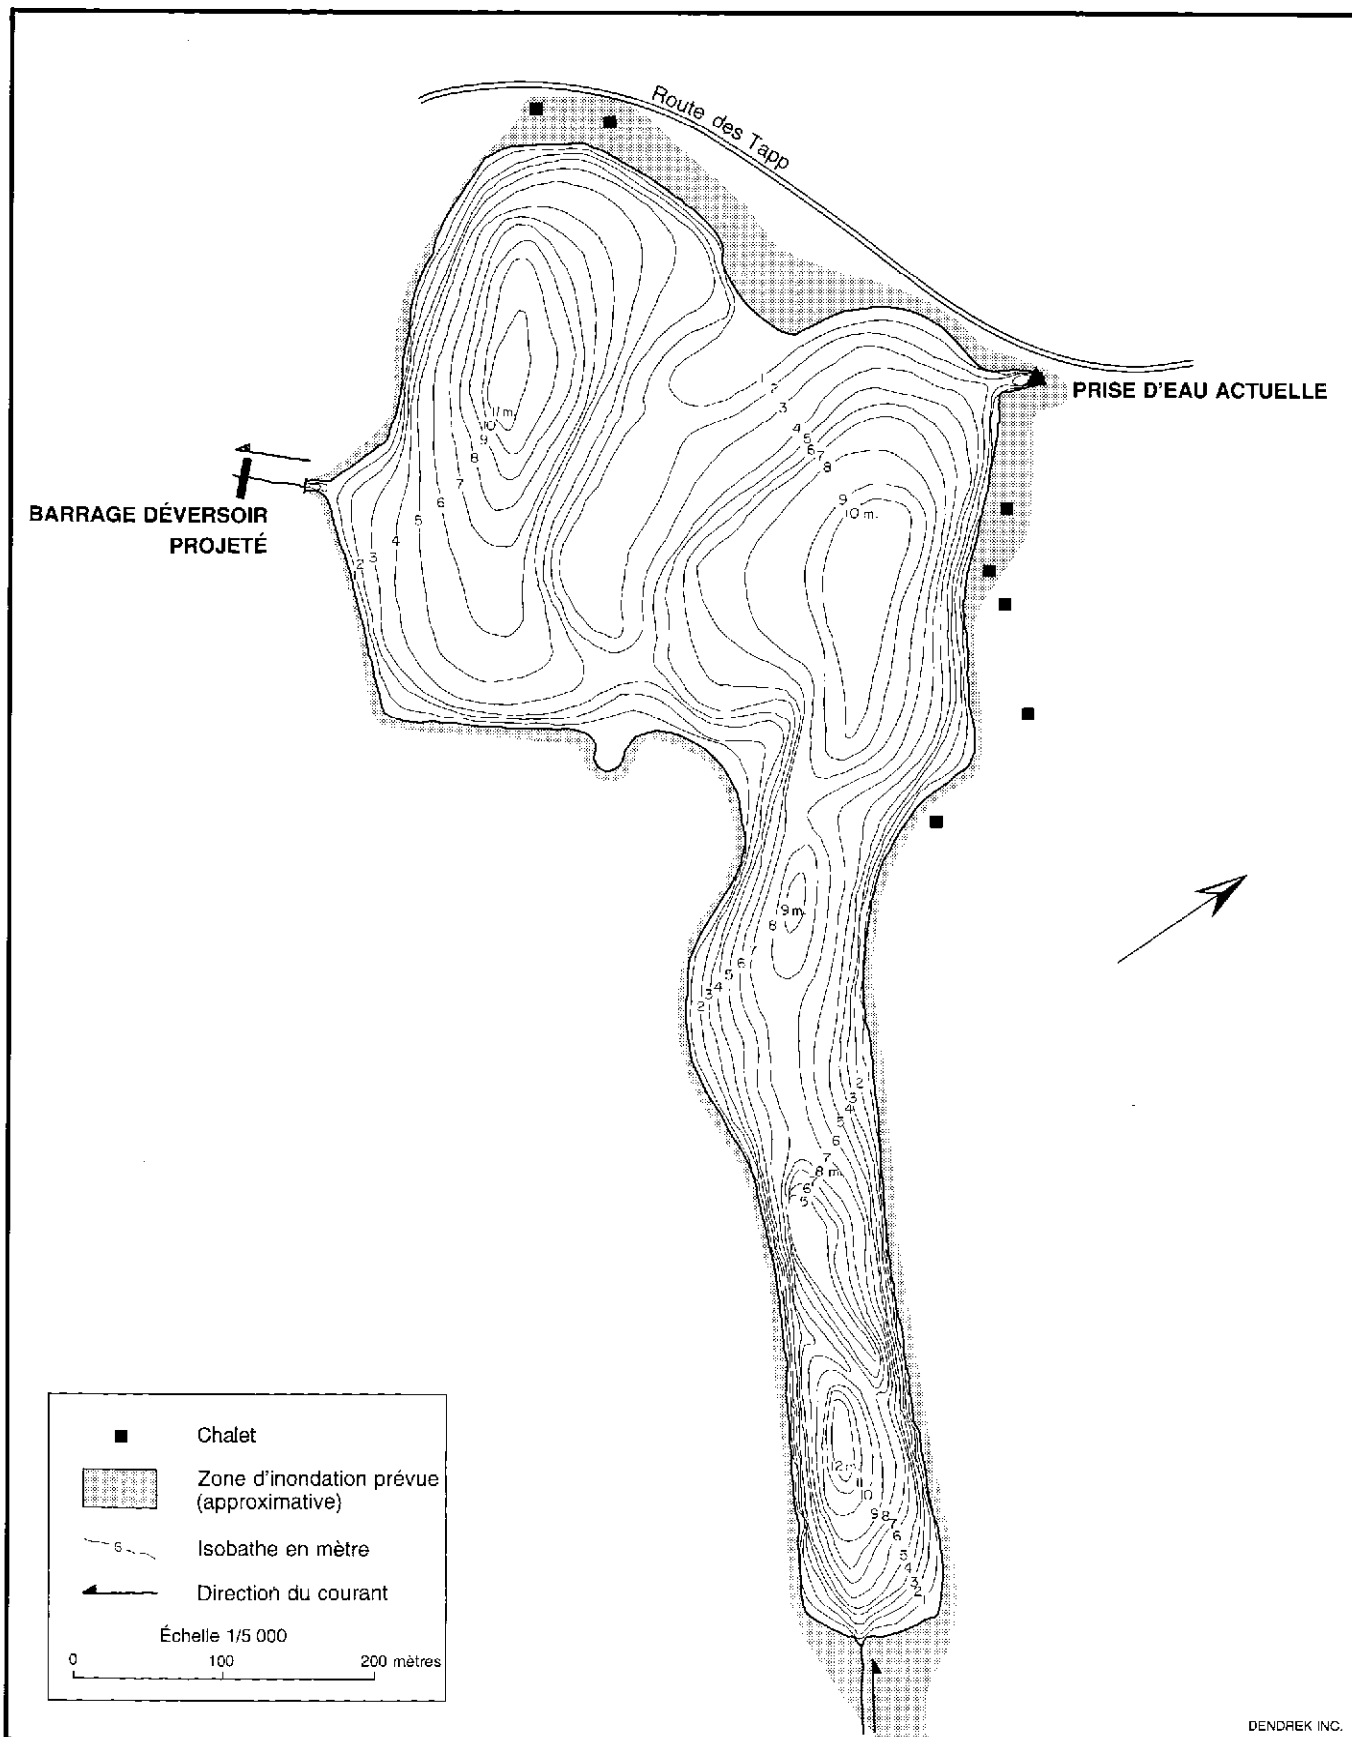 Route des Tapp
PRISE D'EAU ACTUELLE
BARRAGE DÉVERSOIR
PROJETÉ
1
2
3
4
5
6
7
8
9
10 m.
11 m.
10
9
8
7
6
5
4
3
2
9 m.
8
7
6
5
4
3
2
2
3
4
5
6
7
8 m.
7
6
5
12 m.
11
10
9
8
7
6
5
4
3
2
1
Chalet
Zone d'inondation prévue
(approximative)
5
Isobathe en mètre
Direction du courant
Échelle 1/5 000
0 100 200 mètres
DENDREK INC.